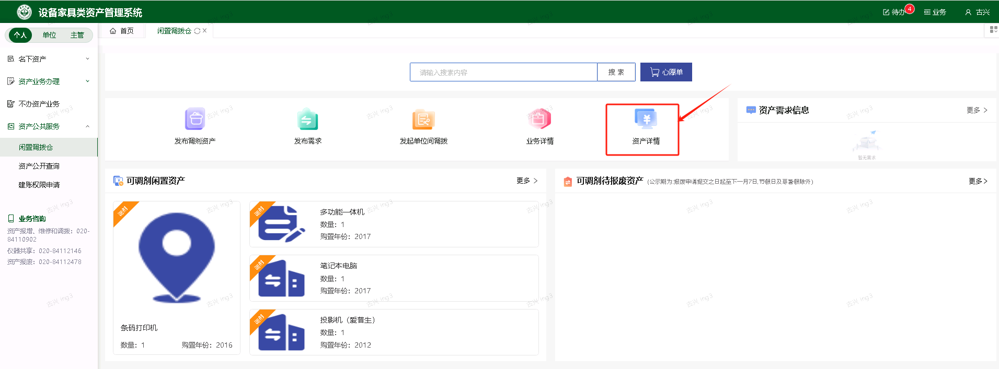 设备家具类资产管理系统
待办 4
业务
古兴
个人 单位 主管
首页
闲置调拨仓
名下资产
资产业务办理
不办资产业务
资产公共服务
闲置调拨仓
资产公开查询
建账权限申请
业务咨询
资产报增、维修和调拨：020-
84110902
仪器共享：020-84112146
资产报废：020-84112478
请输入搜索内容
搜 索
心愿单
发布调剂资产
发布需求
发起单位间调拨
业务详情
资产详情
资产需求信息
更多
暂无需求
可调剂闲置资产
更多
调剂
条码打印机
数量：1
购置年份：2016
调剂
多功能一体机
数量：1
购置年份：2017
调剂
笔记本电脑
数量：1
购置年份：2017
调剂
投影机（爱普生）
数量：1
购置年份：2012
可调剂待报废资产 (公示期为:报废申请提交之日起至下一月7日,节假日及寒暑假除外)
更多
古兴 ing3